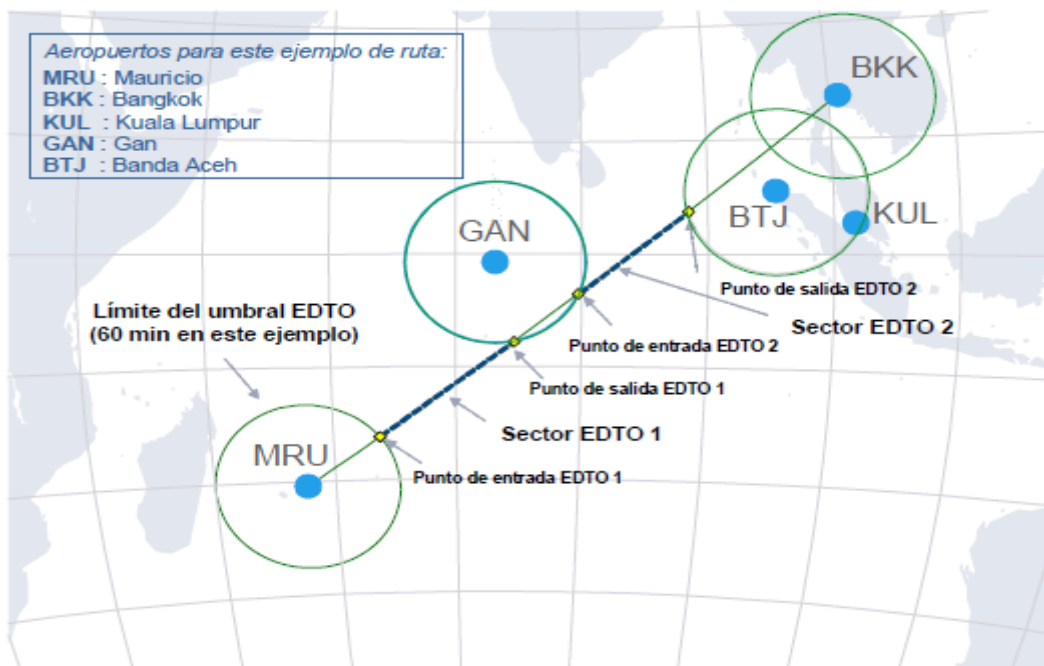 Aeropuertos para este ejemplo de ruta:
MRU : Mauricio
BKK : Bangkok
KUL : Kuala Lumpur
GAN : Gan
BTJ : Banda Aceh
BKK
BTJ
KUL
GAN
Punto de salida EDTO 2
Sector EDTO 2
Límite del umbral EDTO
(60 min en este ejemplo)
Punto de entrada EDTO 2
Punto de salida EDTO 1
Sector EDTO 1
MRU
Punto de entrada EDTO 1